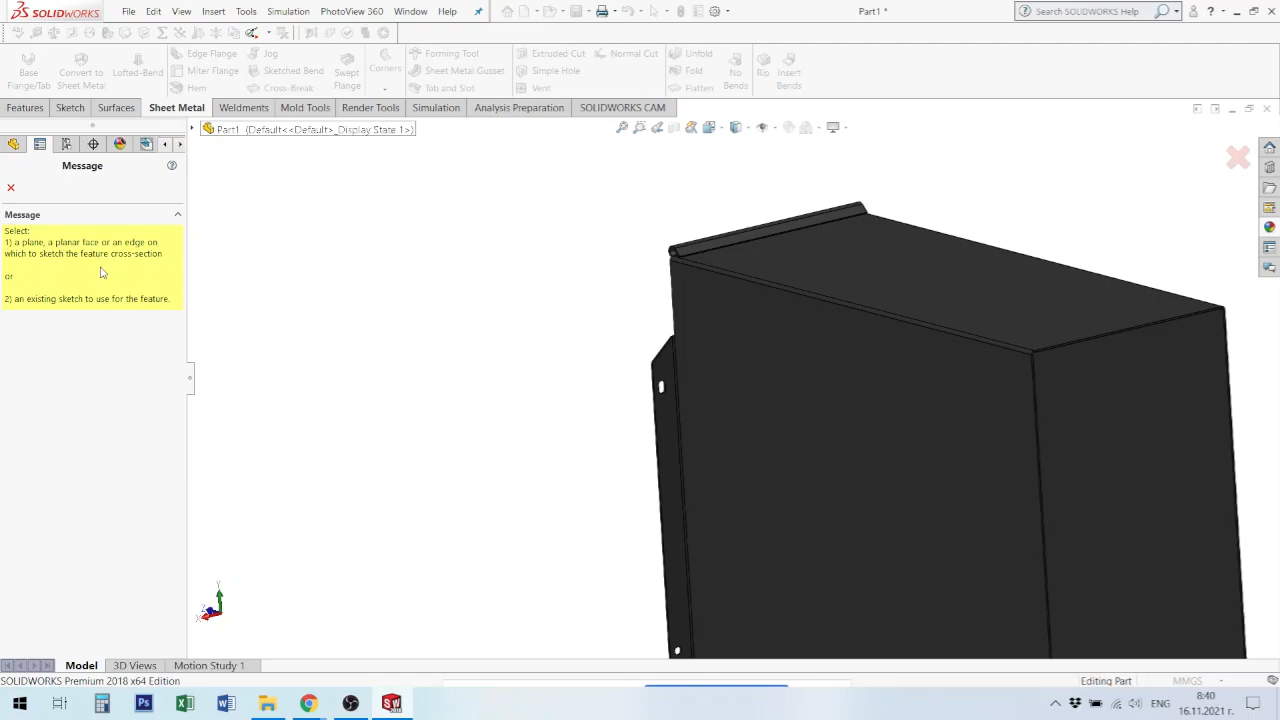 SOLIDWORKS File Edit View Insert Tools Simulation PhotoView 360 Window Help Part1 * Search SOLIDWORKS Help
Base Flange/Tab
Convert to Sheet Metal
Lofted-Bend
Edge Flange
Miter Flange
Hem
Jog
Sketched Bend
Cross-Break
Swept Flange
Corners
Forming Tool
Sheet Metal Gusset
Tab and Slot
Extruded Cut
Simple Hole
Vent
Normal Cut
Unfold
Fold
Flatten
No Bends
Rip
Insert Bends
Features Sketch Surfaces Sheet Metal Weldments Mold Tools Render Tools Simulation Analysis Preparation SOLIDWORKS CAM
Part1 (Default<<Default>_Display State 1>)
Message
Message
Select:
1) a plane, a planar face or an edge on
which to sketch the feature cross-section
or
2) an existing sketch to use for the feature.
Y
Z
X
Model 3D Views Motion Study 1
SOLIDWORKS Premium 2018 x64 Edition Editing Part MMGS
ENG
8:40
16.11.2021 г.